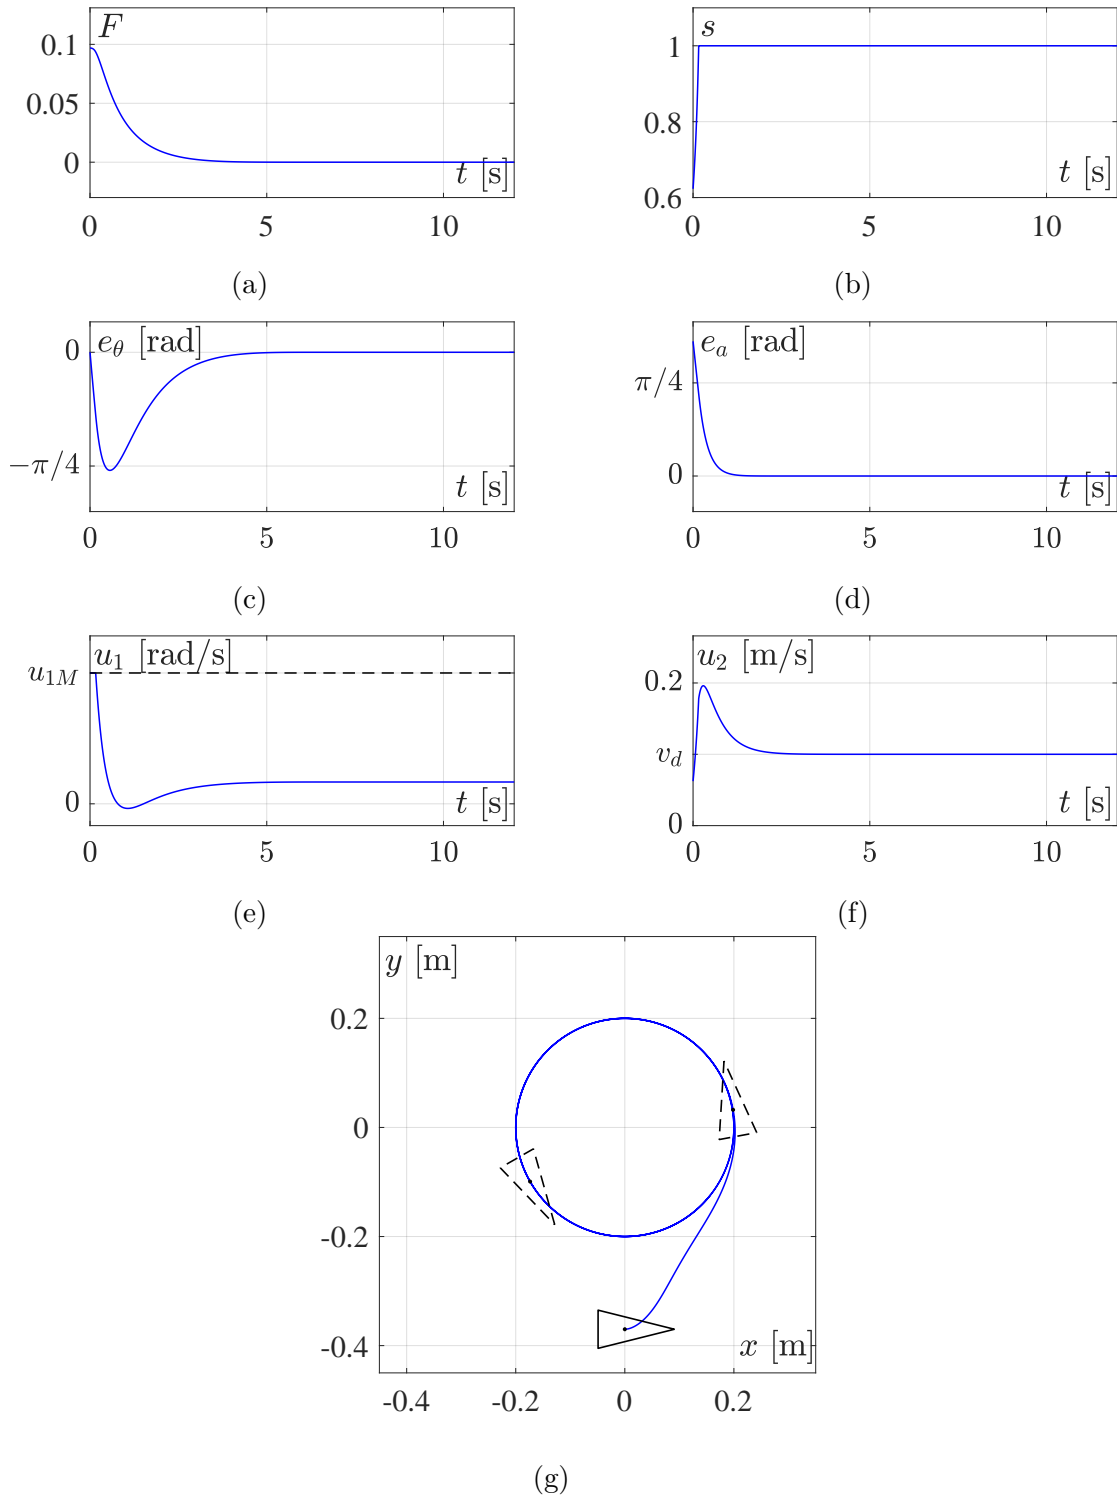 F
0.1
0.05
0
t [s]
0 5 10
(a)
s
1
0.8
0.6
t [s]
0 5 10
(b)
e_θ [rad]
0
−π/4
t [s]
0 5 10
(c)
e_a [rad]
π/4
0
t [s]
0 5 10
(d)
u_1 [rad/s]
u_{1M}
0
t [s]
0 5 10
(e)
u_2 [m/s]
0.2
v_d
0
t [s]
0 5 10
(f)
y [m]
0.2
0
-0.2
-0.4
x [m]
-0.4 -0.2 0 0.2
(g)